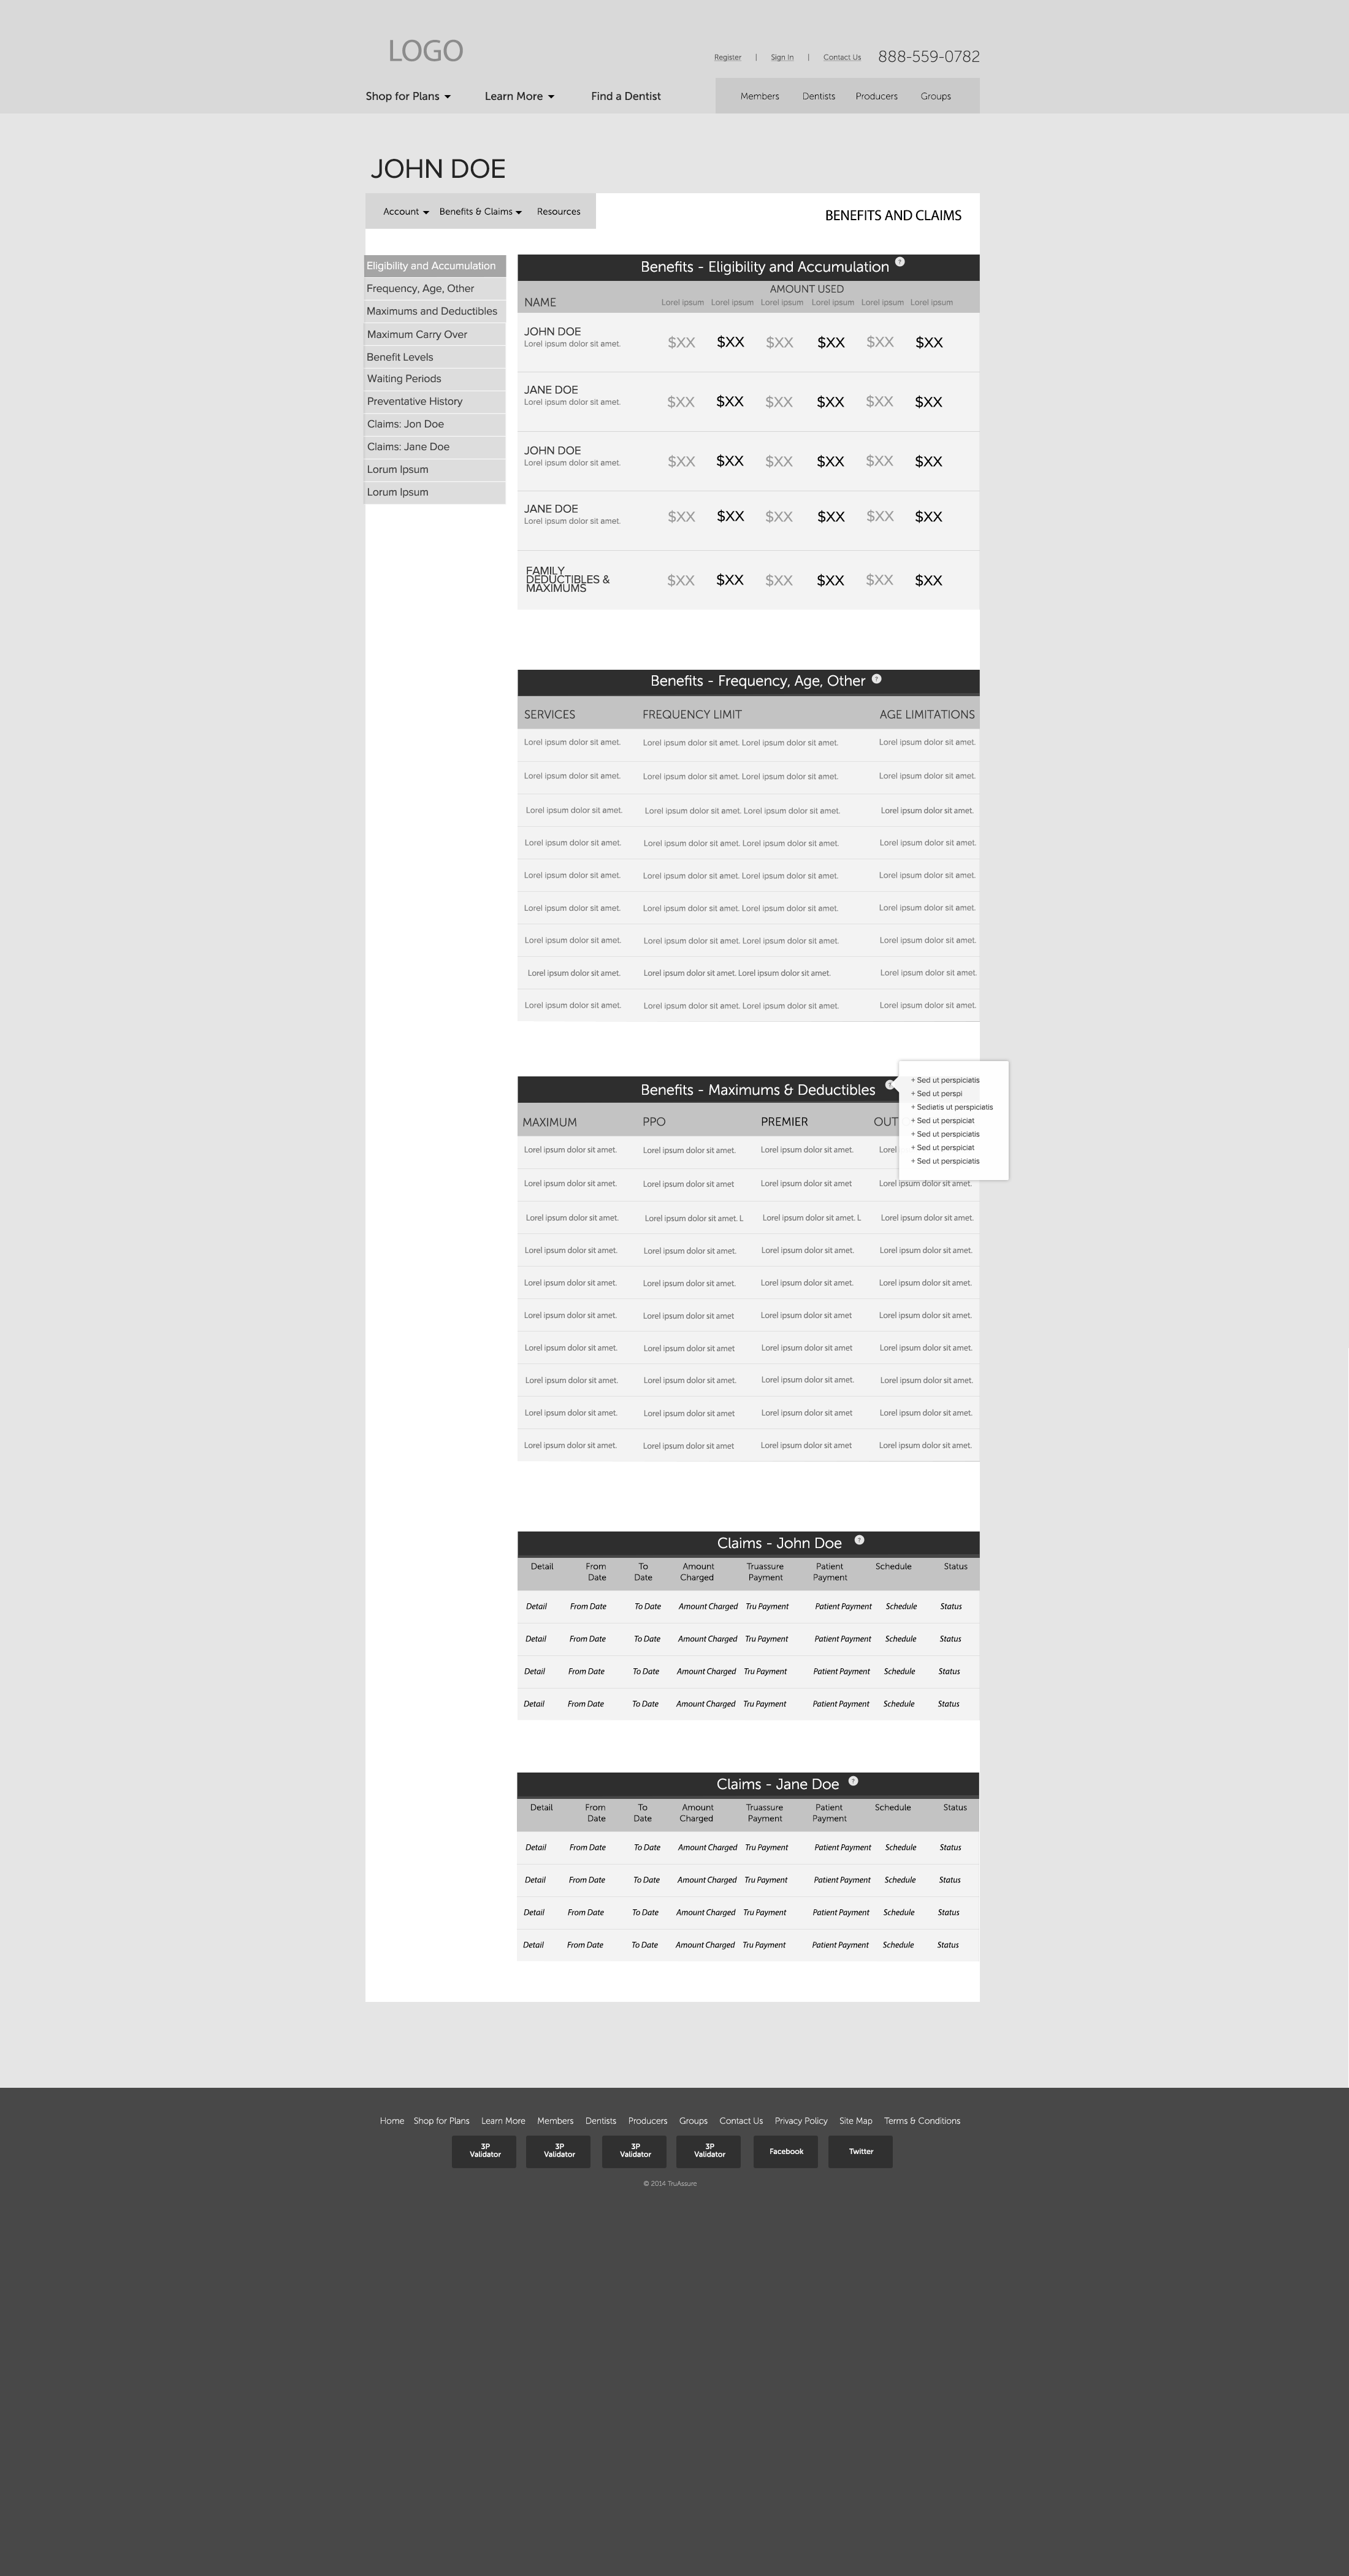 LOGO
Register | Sign In | Contact Us 888-559-0782
Shop for Plans Learn More Find a Dentist Members Dentists Producers Groups
JOHN DOE
Account Benefits & Claims Resources BENEFITS AND CLAIMS
Eligibility and Accumulation
Frequency, Age, Other
Maximums and Deductibles
Maximum Carry Over
Benefit Levels
Waiting Periods
Preventative History
Claims: Jon Doe
Claims: Jane Doe
Lorum Ipsum
Lorum Ipsum
Benefits - Eligibility and Accumulation ?
AMOUNT USED
NAME Lorel ipsum Lorel ipsum Lorel ipsum Lorel ipsum Lorel ipsum Lorel ipsum
JOHN DOE
Lorel ipsum dolor sit amet.
$XX $XX $XX $XX $XX $XX
JANE DOE
Lorel ipsum dolor sit amet.
$XX $XX $XX $XX $XX $XX
JOHN DOE
Lorel ipsum dolor sit amet.
$XX $XX $XX $XX $XX $XX
JANE DOE
Lorel ipsum dolor sit amet.
$XX $XX $XX $XX $XX $XX
FAMILY
DEDUCTIBLES &
MAXIMUMS
$XX $XX $XX $XX $XX $XX
Benefits - Frequency, Age, Other ?
SERVICES FREQUENCY LIMIT AGE LIMITATIONS
Lorel ipsum dolor sit amet. Lorel ipsum dolor sit amet. Lorel ipsum dolor sit amet. Lorel ipsum dolor sit amet.
Lorel ipsum dolor sit amet. Lorel ipsum dolor sit amet. Lorel ipsum dolor sit amet. Lorel ipsum dolor sit amet.
Lorel ipsum dolor sit amet. Lorel ipsum dolor sit amet. Lorel ipsum dolor sit amet. Lorel ipsum dolor sit amet.
Lorel ipsum dolor sit amet. Lorel ipsum dolor sit amet. Lorel ipsum dolor sit amet. Lorel ipsum dolor sit amet.
Lorel ipsum dolor sit amet. Lorel ipsum dolor sit amet. Lorel ipsum dolor sit amet. Lorel ipsum dolor sit amet.
Lorel ipsum dolor sit amet. Lorel ipsum dolor sit amet. Lorel ipsum dolor sit amet. Lorel ipsum dolor sit amet.
Lorel ipsum dolor sit amet. Lorel ipsum dolor sit amet. Lorel ipsum dolor sit amet. Lorel ipsum dolor sit amet.
Lorel ipsum dolor sit amet. Lorel ipsum dolor sit amet. Lorel ipsum dolor sit amet. Lorel ipsum dolor sit amet.
Lorel ipsum dolor sit amet. Lorel ipsum dolor sit amet. Lorel ipsum dolor sit amet. Lorel ipsum dolor sit amet.
Benefits - Maximums & Deductibles
+ Sed ut perspiciatis
+ Sed ut perspi
+ Sediatis ut perspiciatis
+ Sed ut perspiciat
+ Sed ut perspiciatis
+ Sed ut perspiciat
+ Sed ut perspiciatis
MAXIMUM PPO PREMIER OUT
Lorel ipsum dolor sit amet. Lorel ipsum dolor sit amet. Lorel ipsum dolor sit amet. Lorel
Lorel ipsum dolor sit amet. Lorel ipsum dolor sit amet Lorel ipsum dolor sit amet Lorel ipsum dolor sit amet.
Lorel ipsum dolor sit amet. Lorel ipsum dolor sit amet. L Lorel ipsum dolor sit amet. L Lorel ipsum dolor sit amet.
Lorel ipsum dolor sit amet. Lorel ipsum dolor sit amet. Lorel ipsum dolor sit amet. Lorel ipsum dolor sit amet.
Lorel ipsum dolor sit amet. Lorel ipsum dolor sit amet. Lorel ipsum dolor sit amet. Lorel ipsum dolor sit amet.
Lorel ipsum dolor sit amet. Lorel ipsum dolor sit amet Lorel ipsum dolor sit amet Lorel ipsum dolor sit amet.
Lorel ipsum dolor sit amet. Lorel ipsum dolor sit amet Lorel ipsum dolor sit amet Lorel ipsum dolor sit amet.
Lorel ipsum dolor sit amet. Lorel ipsum dolor sit amet. Lorel ipsum dolor sit amet. Lorel ipsum dolor sit amet.
Lorel ipsum dolor sit amet. Lorel ipsum dolor sit amet Lorel ipsum dolor sit amet Lorel ipsum dolor sit amet.
Lorel ipsum dolor sit amet. Lorel ipsum dolor sit amet Lorel ipsum dolor sit amet Lorel ipsum dolor sit amet.
Claims - John Doe ?
Detail From To Amount Truassure Patient Schedule Status
Date Date Charged Payment Payment
Detail From Date To Date Amount Charged Tru Payment Patient Payment Schedule Status
Detail From Date To Date Amount Charged Tru Payment Patient Payment Schedule Status
Detail From Date To Date Amount Charged Tru Payment Patient Payment Schedule Status
Detail From Date To Date Amount Charged Tru Payment Patient Payment Schedule Status
Claims - Jane Doe ?
Detail From To Amount Truassure Patient Schedule Status
Date Date Charged Payment Payment
Detail From Date To Date Amount Charged Tru Payment Patient Payment Schedule Status
Detail From Date To Date Amount Charged Tru Payment Patient Payment Schedule Status
Detail From Date To Date Amount Charged Tru Payment Patient Payment Schedule Status
Detail From Date To Date Amount Charged Tru Payment Patient Payment Schedule Status
Home Shop for Plans Learn More Members Dentists Producers Groups Contact Us Privacy Policy Site Map Terms & Conditions
3P 3P 3P 3P
Validator Validator Validator Validator Facebook Twitter
© 2014 TruAssure